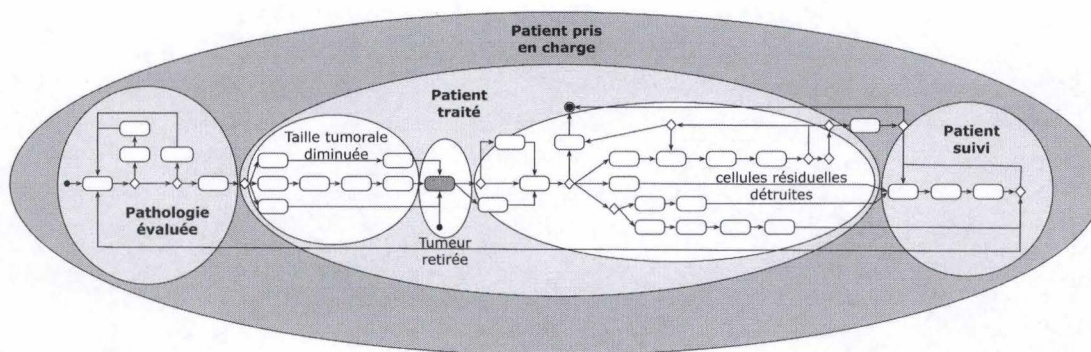 Patient pris
en charge
Patient
traité
Taille tumorale
diminuée
Patient
suivi
cellules résiduelles
détruites
Pathologie
évaluée
Tumeur
retirée